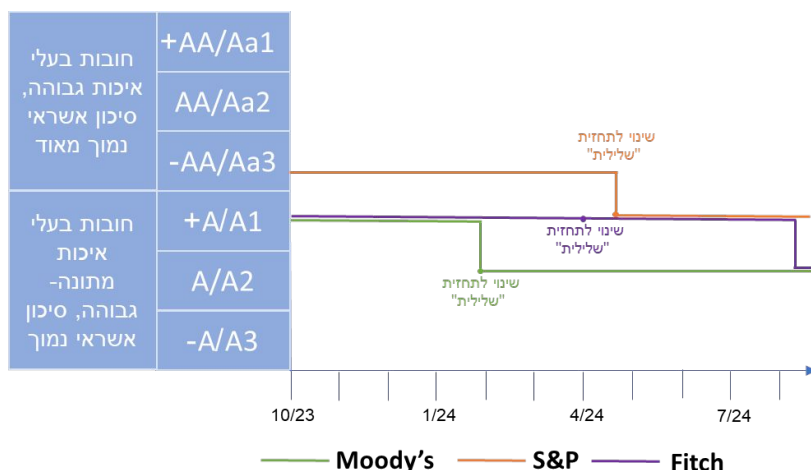 חובות בעלי
איכות גבוהה,
סיכון אשראי
נמוך מאוד
+AA/Aa1
AA/Aa2
-AA/Aa3
חובות בעלי
איכות
מתונה-
גבוהה, סיכון
אשראי נמוך
+A/A1
A/A2
-A/A3
שינוי לתחזית
"שלילית"
שינוי לתחזית
"שלילית"
שינוי לתחזית
"שלילית"
10/23
1/24
4/24
7/24
Moody's
S&P
Fitch